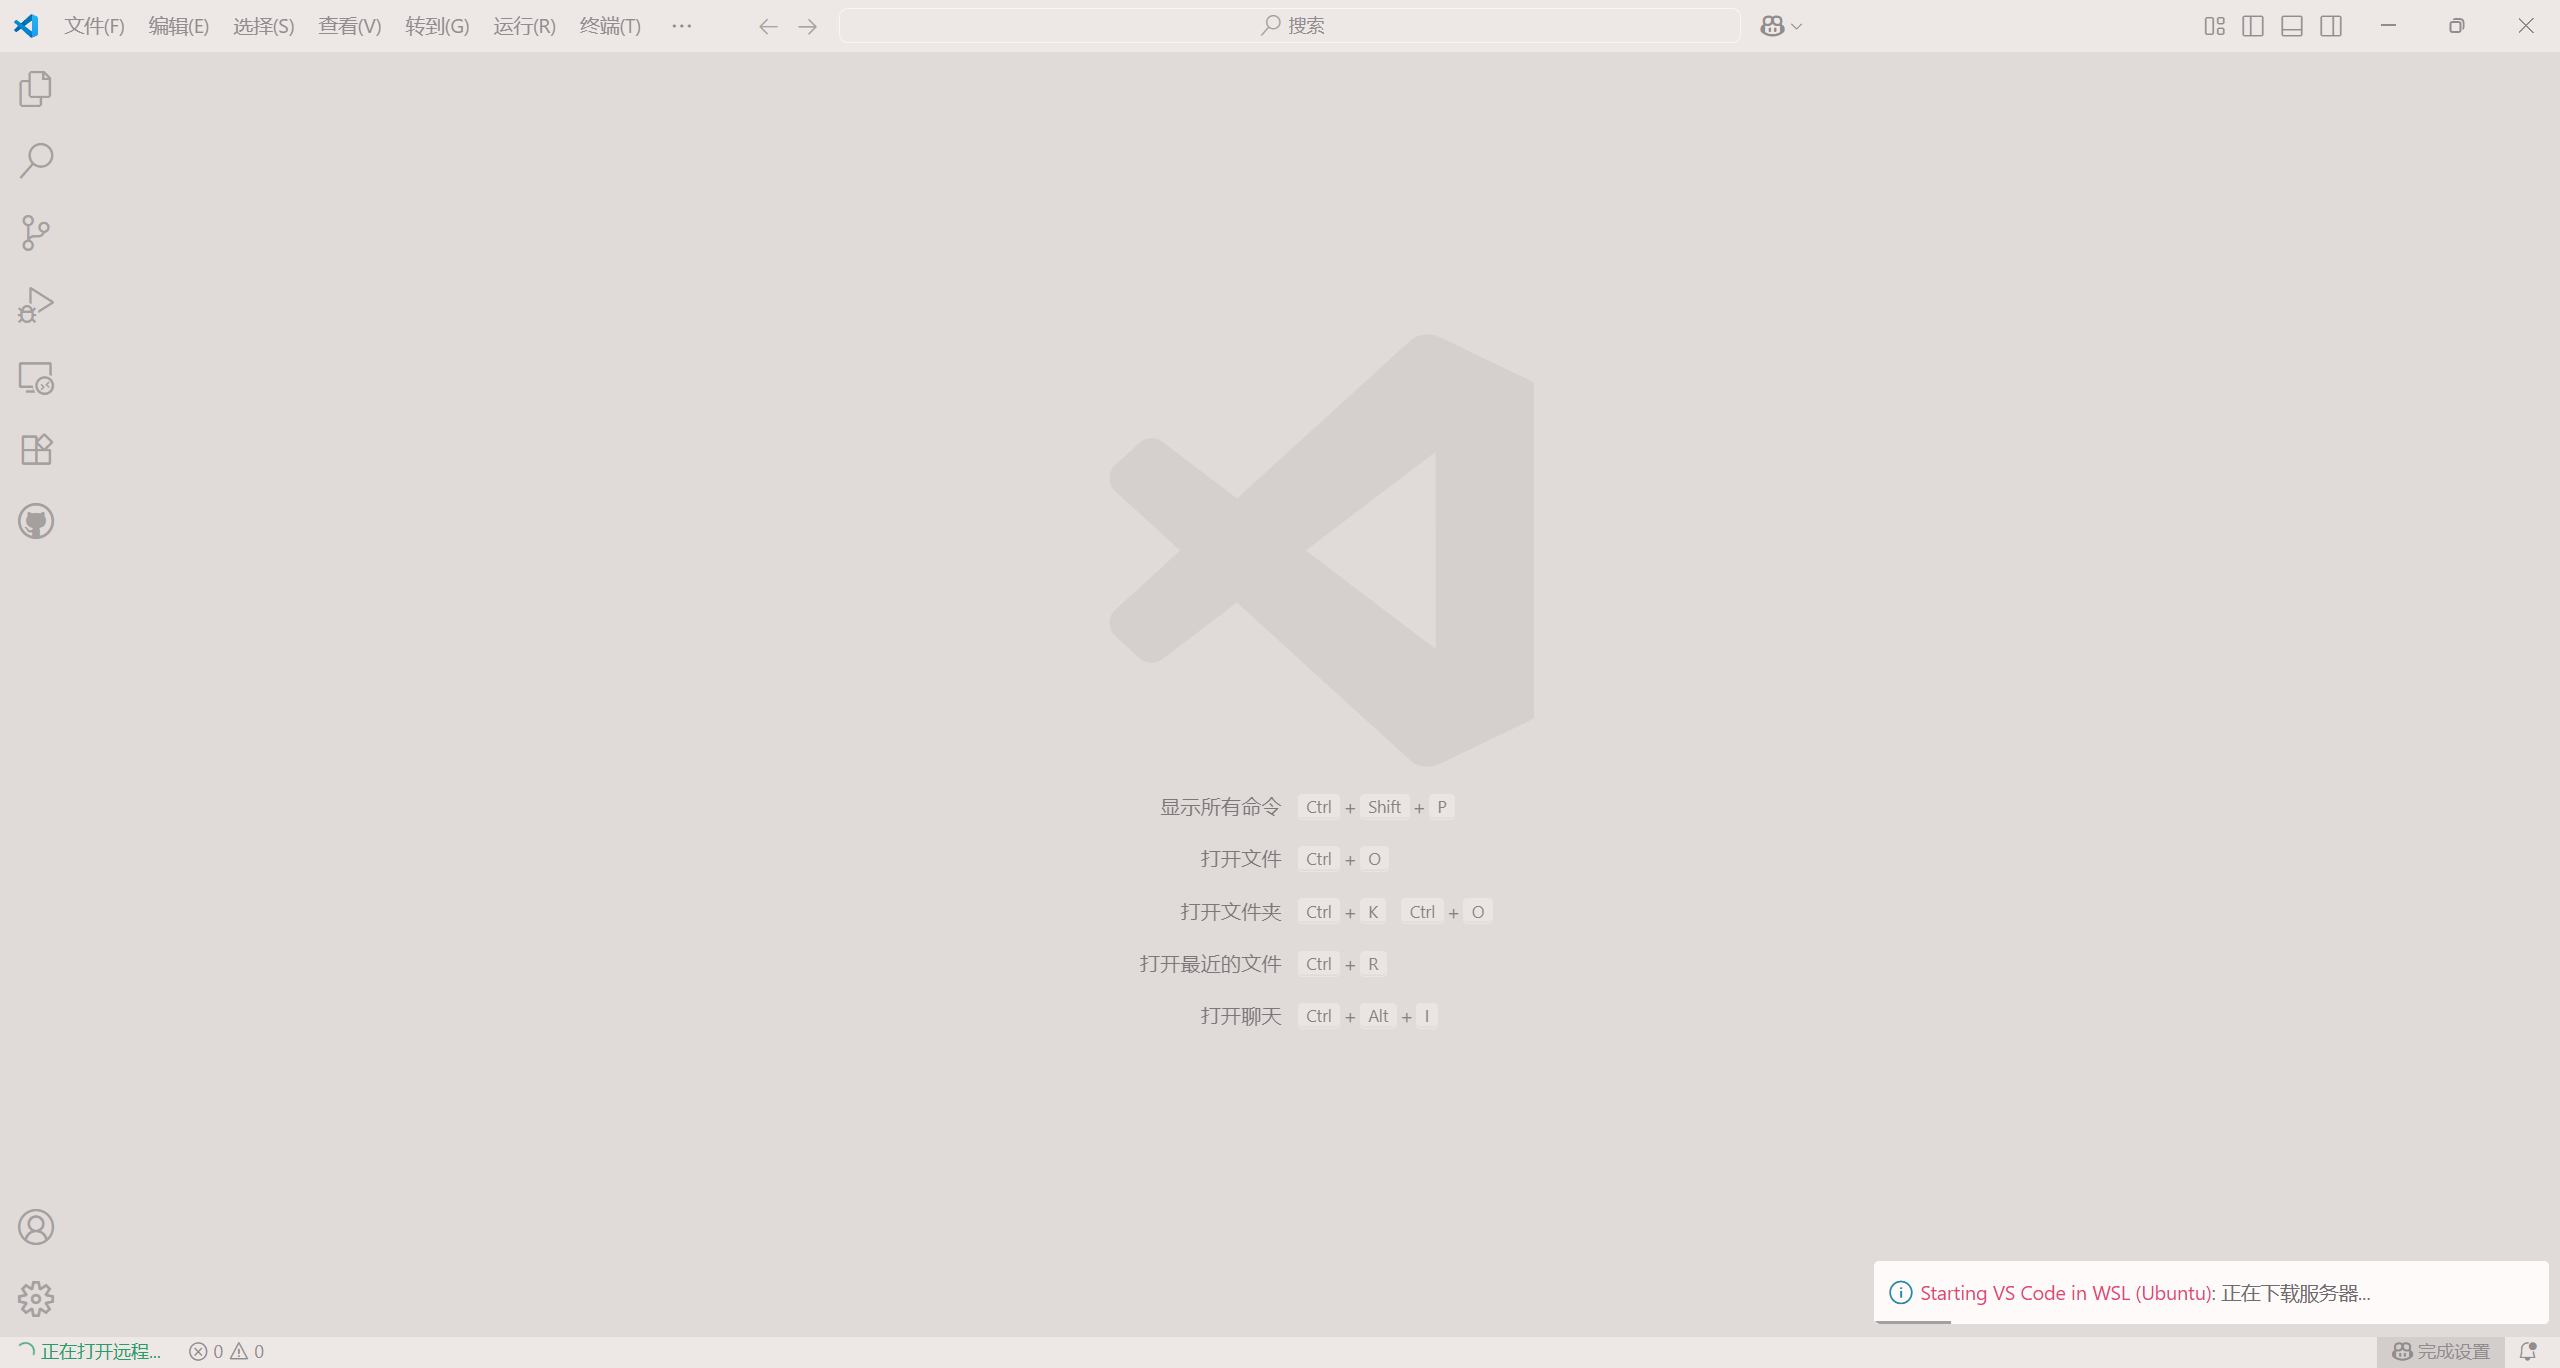 文件(F) 编辑(E) 选择(S) 查看(V) 转到(G) 运行(R) 终端(T) ··· 搜索
显示所有命令 Ctrl + Shift + P
打开文件 Ctrl + O
打开文件夹 Ctrl + K Ctrl + O
打开最近的文件 Ctrl + R
打开聊天 Ctrl + Alt + I
Starting VS Code in WSL (Ubuntu): 正在下载服务器...
正在打开远程... 0 0 完成设置